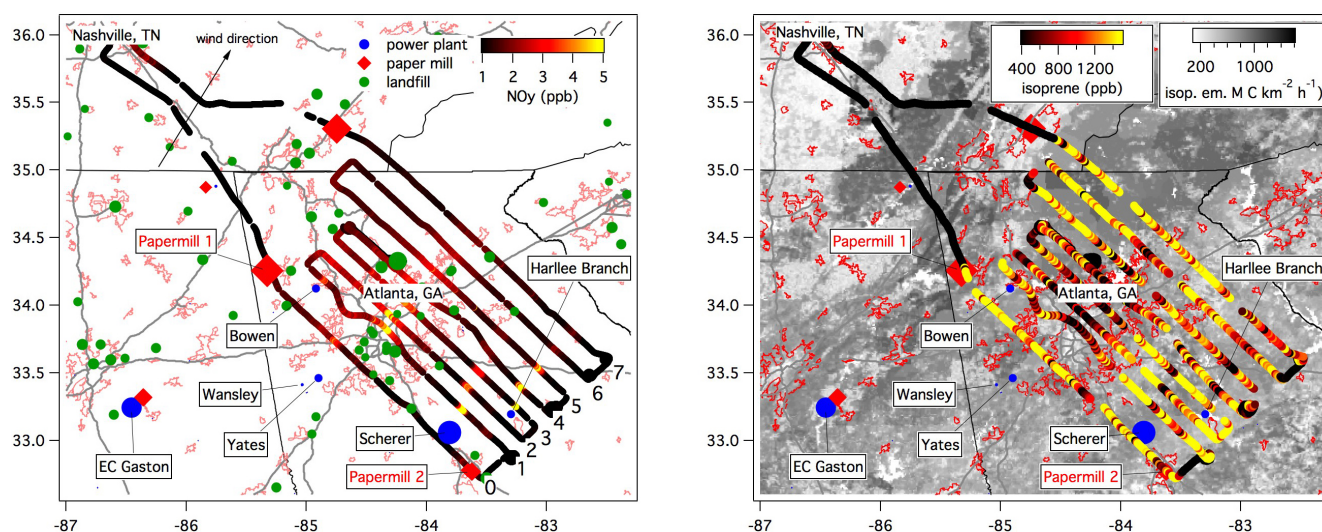 36.0
35.5
35.0
34.5
34.0
33.5
33.0
-87
-86
-85
-84
-83
Nashville, TN
wind direction
power plant
paper mill
landfill
1
2
3
4
5
NOy (ppb)
Papermill 1
Harllee Branch
Atlanta, GA
Bowen
Wansley
Yates
Scherer
EC Gaston
Papermill 2
0
1
2
3
4
5
6
7
36.0
35.5
35.0
34.5
34.0
33.5
33.0
-87
-86
-85
-84
-83
Nashville, TN
400 800 1200
isoprene (ppb)
200 1000
isop. em. M C km⁻² h⁻¹)
Papermill 1
Harllee Branch
Atlanta, GA
Bowen
Wansley
Yates
Scherer
EC Gaston
Papermill 2